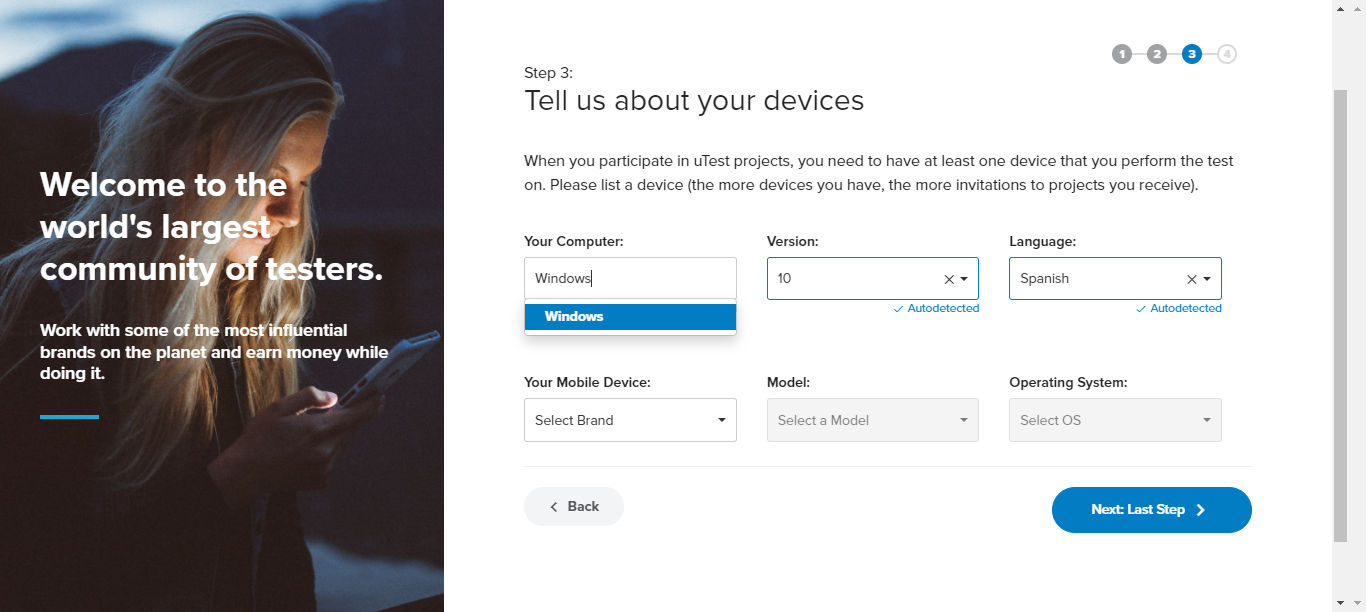 Welcome to the
world's largest
community of testers.
Work with some of the most influential
brands on the planet and earn money while
doing it.
1 2 3 4
Step 3:
Tell us about your devices
When you participate in uTest projects, you need to have at least one device that you perform the test
on. Please list a device (the more devices you have, the more invitations to projects you receive).
Your Computer: Version: Language:
Windows 10 Spanish
Autodetected Autodetected
Windows
Your Mobile Device: Model: Operating System:
Select Brand Select a Model Select OS
Back Next: Last Step